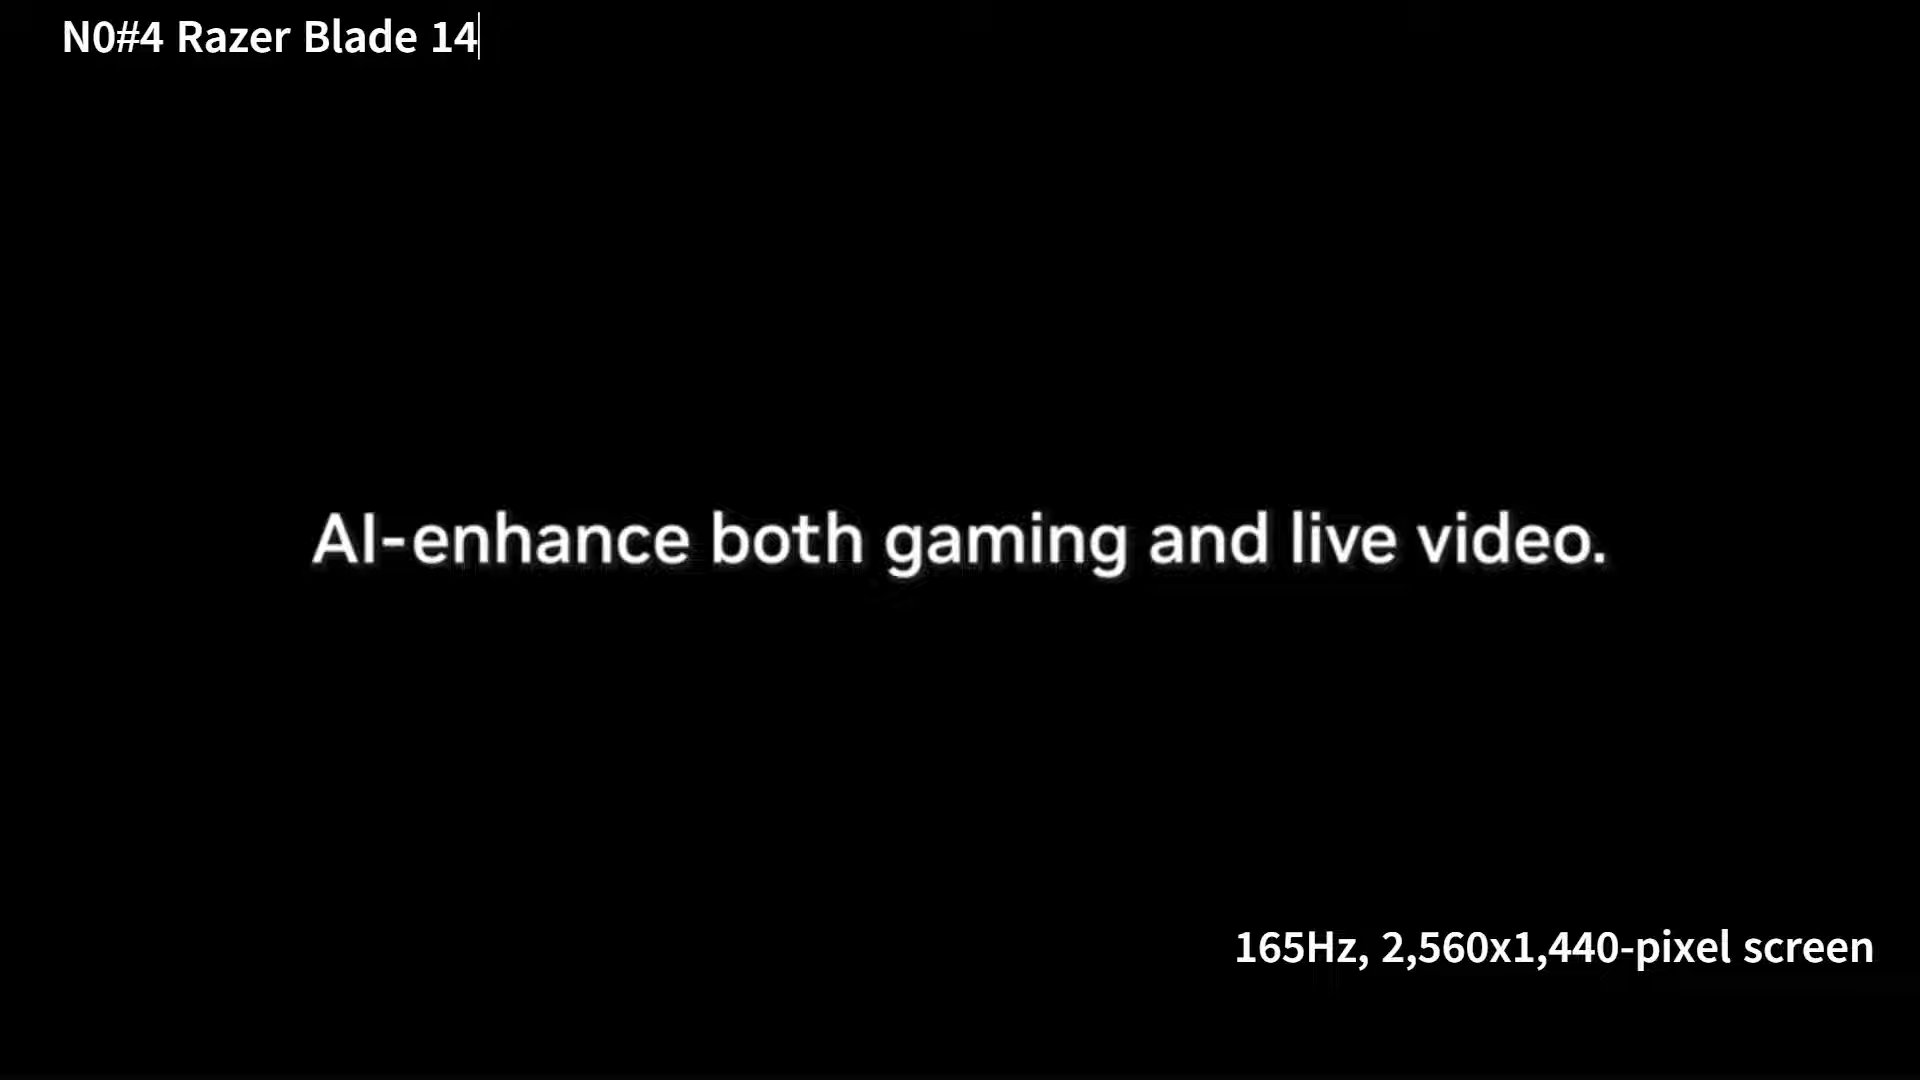 N0#4 Razer Blade 14
AI-enhance both gaming and live video.
165Hz, 2,560x1,440-pixel screen